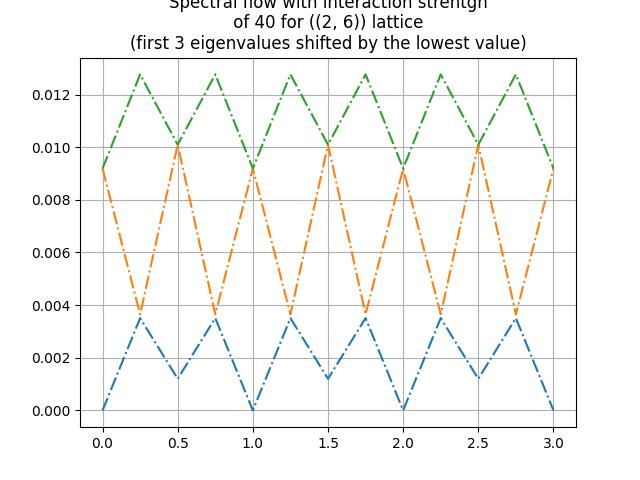 Spectral flow with interaction strentgh
of 40 for ((2, 6)) lattice
(first 3 eigenvalues shifted by the lowest value)
0.012
0.010
0.008
0.006
0.004
0.002
0.000
0.0 0.5 1.0 1.5 2.0 2.5 3.0